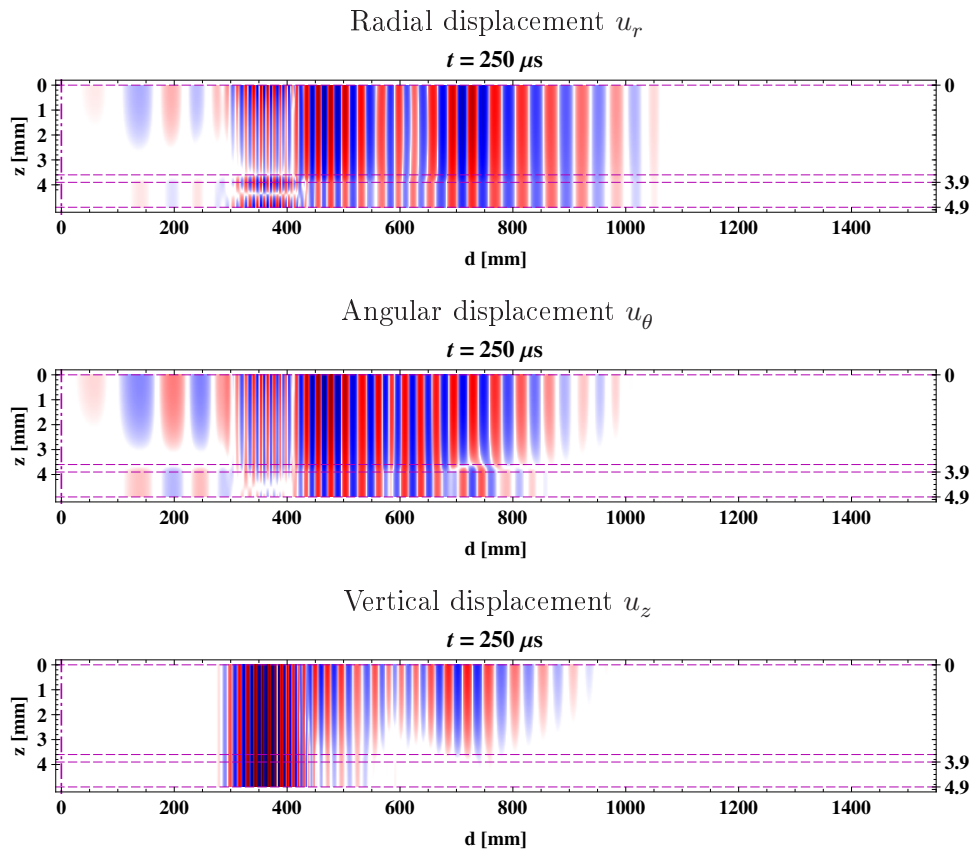 Radial displacement u_r
t = 250 μs
0
1
2
3
4
z [mm]
0
3.9
4.9
0 200 400 600 800 1000 1200 1400
d [mm]
Angular displacement u_θ
t = 250 μs
0
1
2
3
4
z [mm]
0
3.9
4.9
0 200 400 600 800 1000 1200 1400
d [mm]
Vertical displacement u_z
t = 250 μs
0
1
2
3
4
z [mm]
0
3.9
4.9
0 200 400 600 800 1000 1200 1400
d [mm]